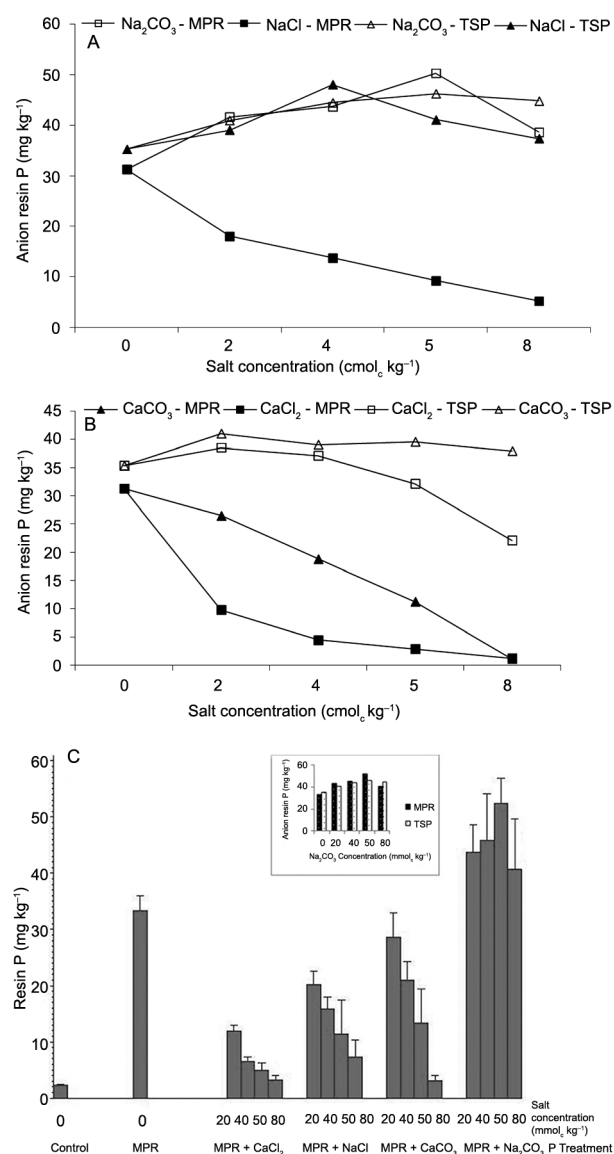 A
Na₂CO₃ - MPR NaCl - MPR Na₂CO₃ - TSP NaCl - TSP
60
50
40
30
20
10
0
Anion resin P (mg kg⁻¹)
0 2 4 5 8
Salt concentration (cmol_c kg⁻¹)
CaCO₃ - MPR CaCl₂ - MPR CaCl₂ - TSP CaCO₃ - TSP
B
45
40
35
30
25
20
15
10
5
0
Anion resin P (mg kg⁻¹)
0 2 4 5 8
Salt concentration (cmol_c kg⁻¹)
C
60
50
40
30
20
10
0
Resin P (mg kg⁻¹)
Anion resin P (mg kg⁻¹)
60
40
20
0
0 20 40 50 80
Na₂CO₃ Concentration (mmol_c kg⁻¹)
MPR
TSP
0 0 20 40 50 80 20 40 50 80 20 40 50 80 20 40 50 80 Salt
concentration
(mmol_c kg⁻¹)
Control MPR MPR + CaCl₂ MPR + NaCl MPR + CaCO₃ MPR + Na₂CO₃ P Treatment